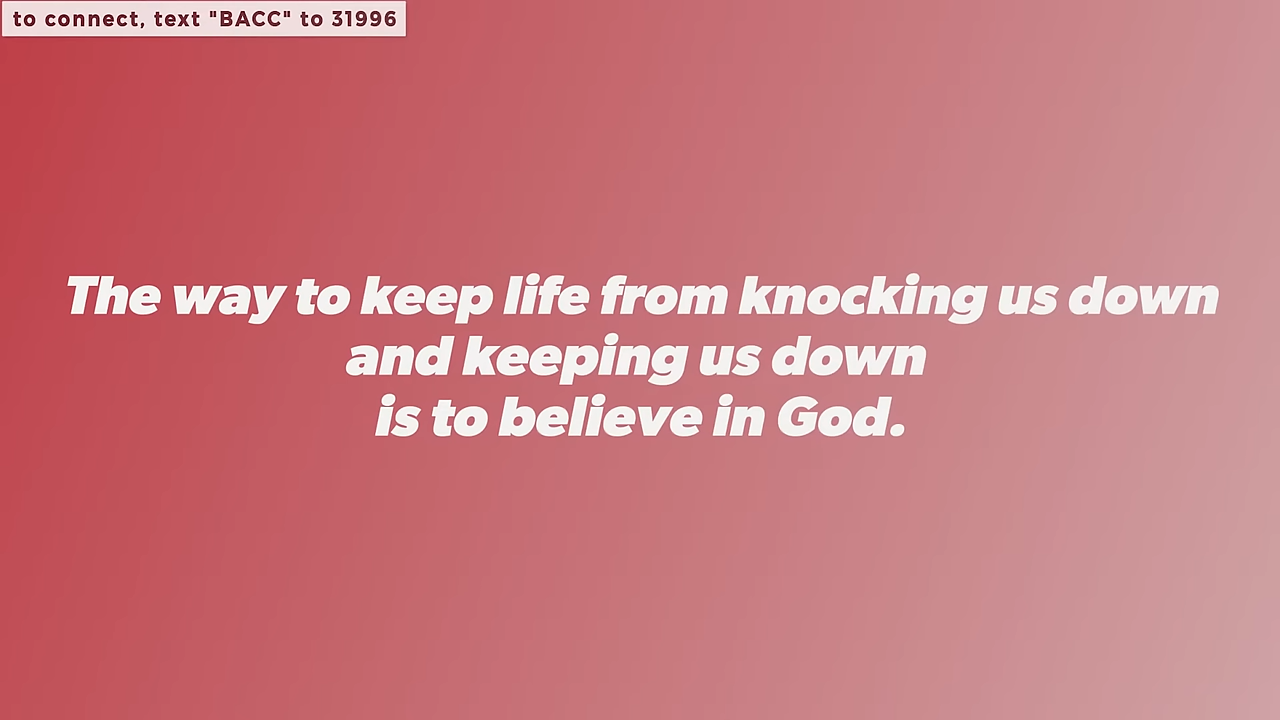 to connect, text "BACC" to 31996
The way to keep life from knocking us down
and keeping us down
is to believe in God.